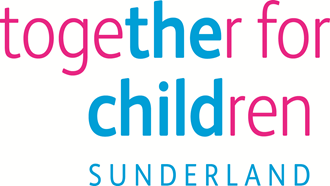 together for
children
SUNDERLAND